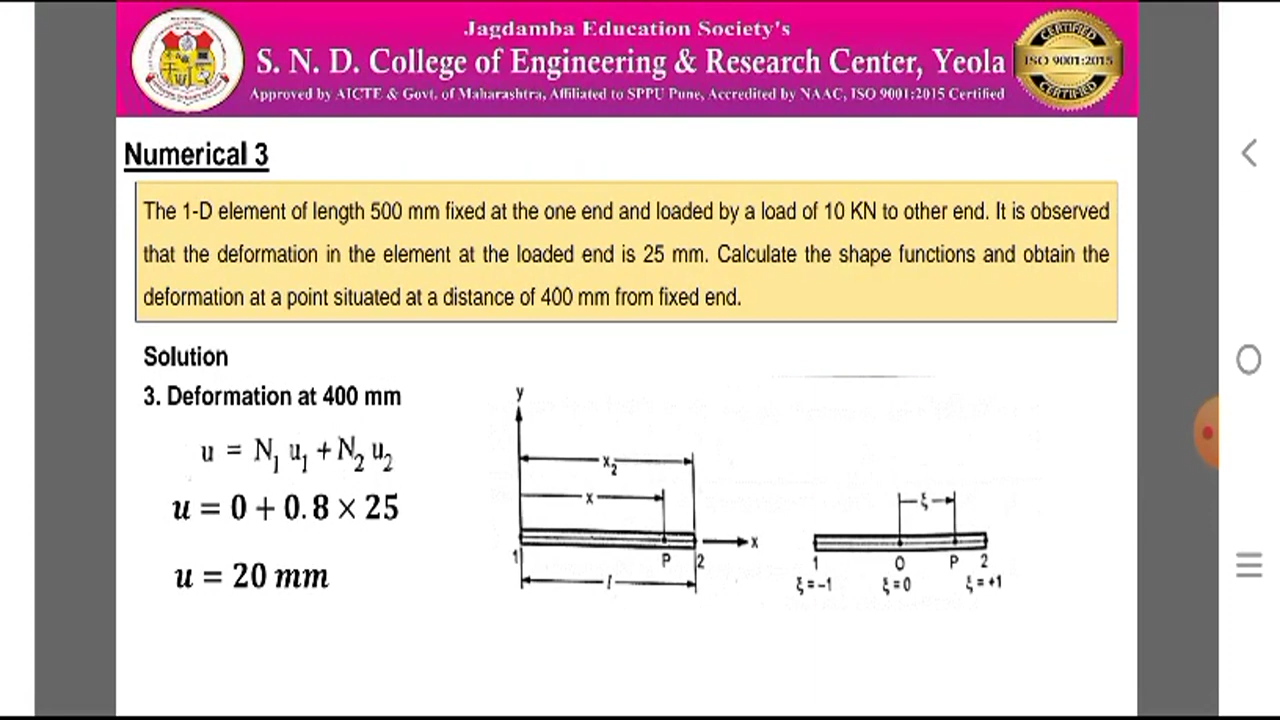 Jagdamba Education Society's
S. N. D. College of Engineering & Research Center, Yeola
Approved by AICTE & Govt. of Maharashtra, Affiliated to SPPU Pune, Accredited by NAAC, ISO 9001:2015 Certified
CERTIFIED
ISO 9001:2015
CERTIFIED
Numerical 3
The 1-D element of length 500 mm fixed at the one end and loaded by a load of 10 KN to other end. It is observed
that the deformation in the element at the loaded end is 25 mm. Calculate the shape functions and obtain the
deformation at a point situated at a distance of 400 mm from fixed end.
Solution
3. Deformation at 400 mm
u = N₁ u₁ + N₂ u₂
u = 0 + 0.8 × 25
u = 20 mm
y
x₂
x
x
1 P 2
l
ξ
1 O P 2
ξ = -1 ξ = 0 ξ = +1